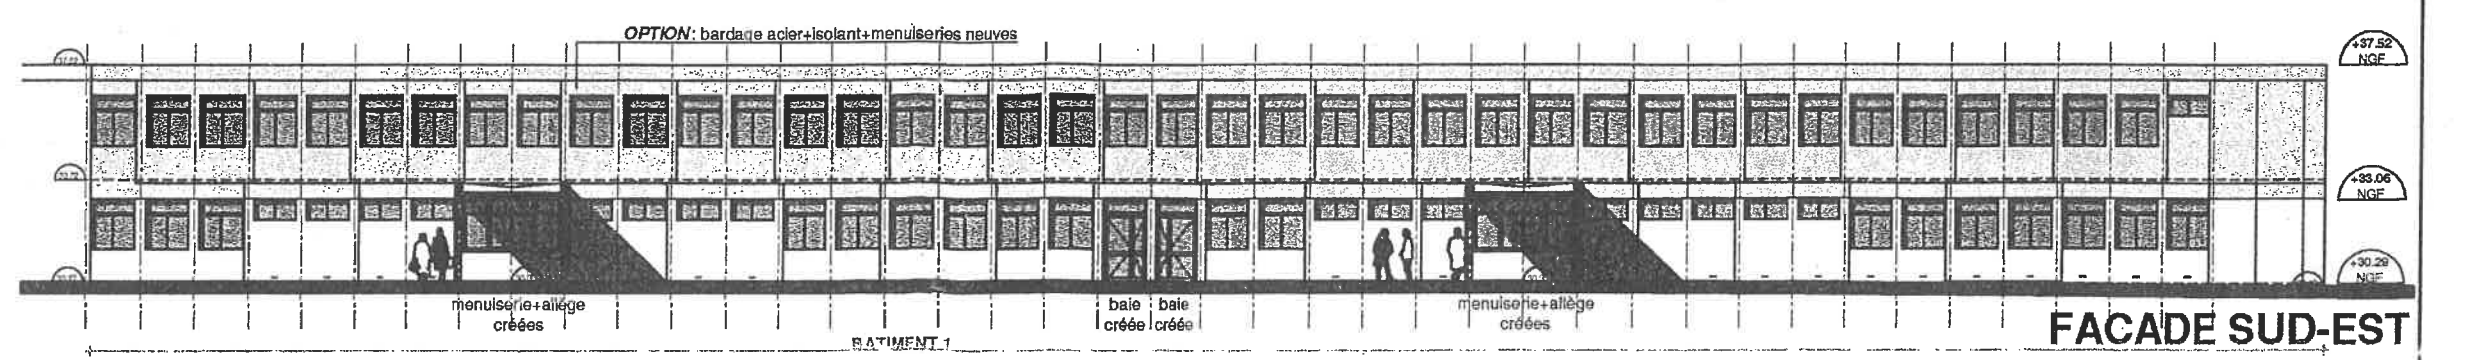 OPTION: bardage acier+isolant+menuiseries neuves
+37.52
NGF
+33.06
NGF
+30.29
NGF
menuiserie+allège
créées
baie
créée
baie
créée
menuiserie+allège
créées
BATIMENT 1
FACADE SUD-EST